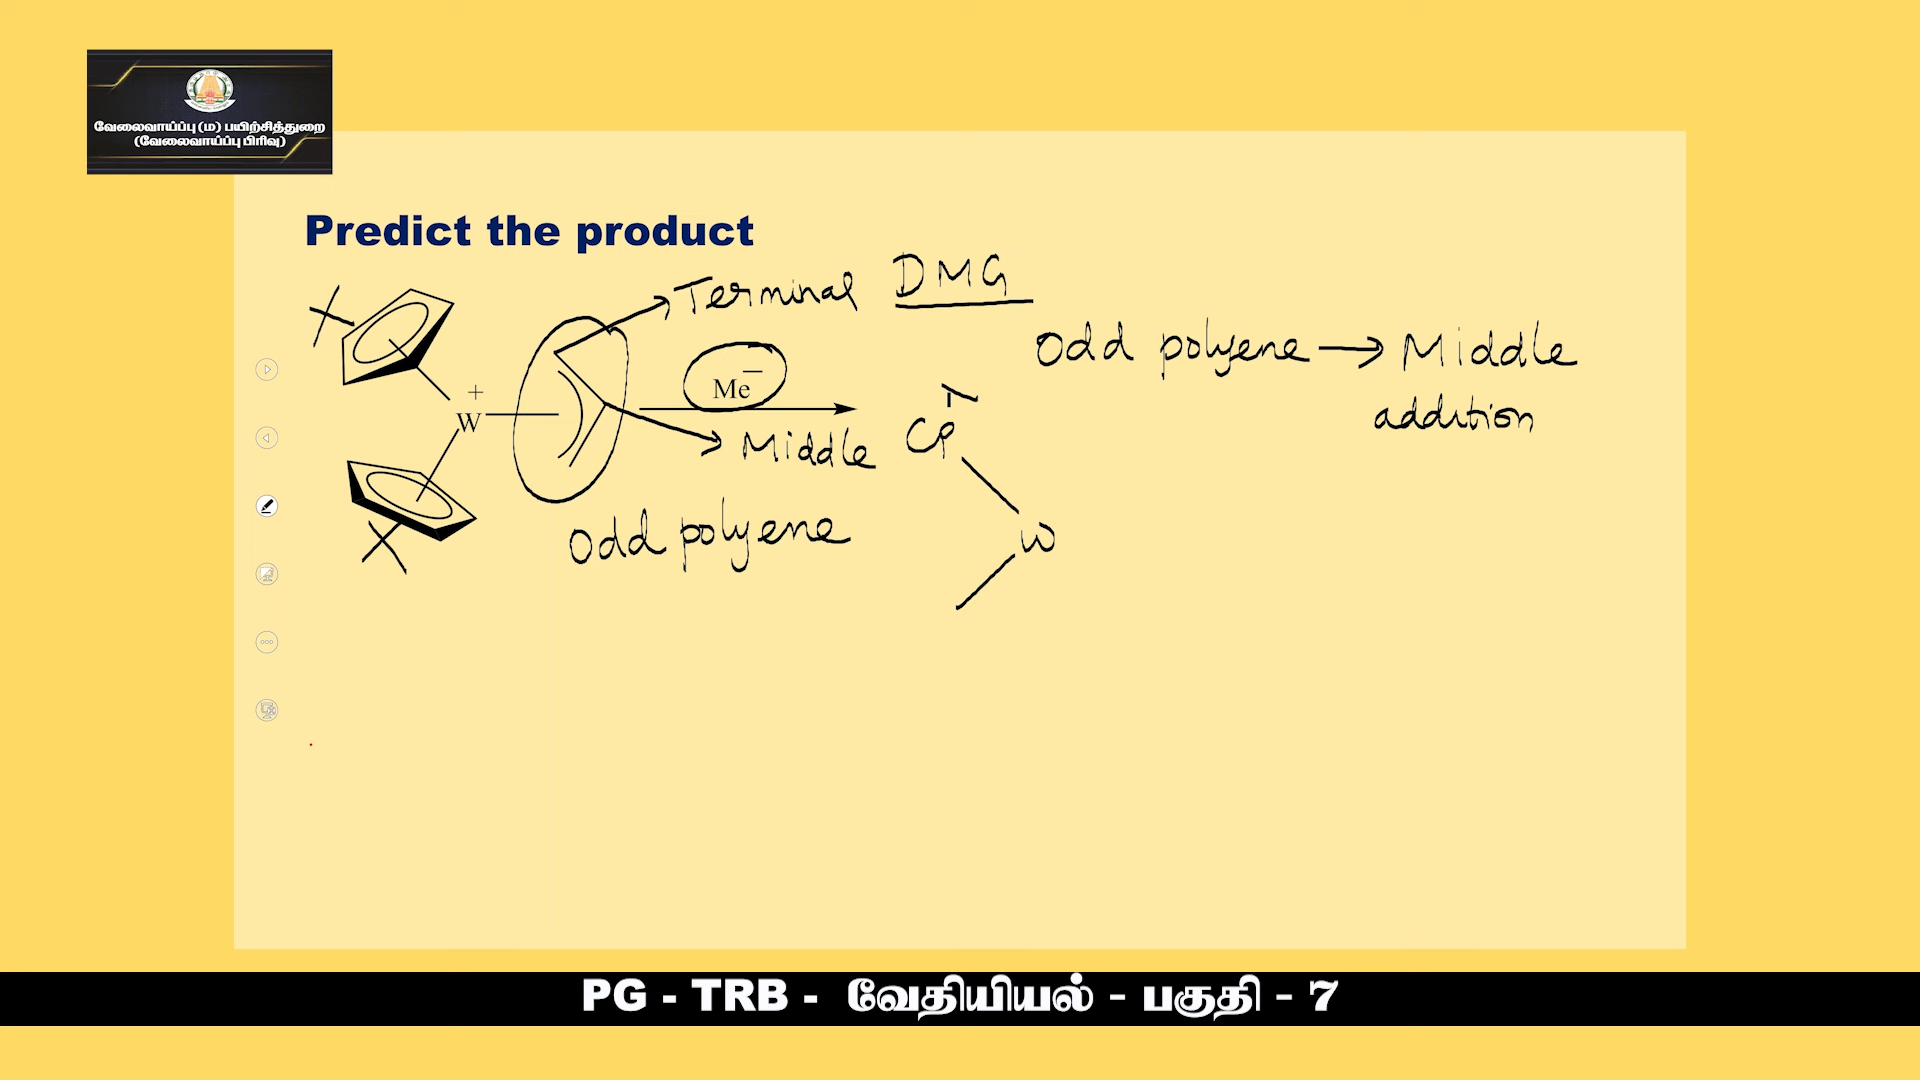 வேலைவாய்ப்பு (ம) பயிற்சித்துறை
(வேலைவாய்ப்பு பிரிவு)
Predict the product
Terminal DMG
Odd polyene → Middle
addition
Me⁻
W⁺
Middle
Cp
Odd polyene
W
PG - TRB - வேதியியல் - பகுதி - 7